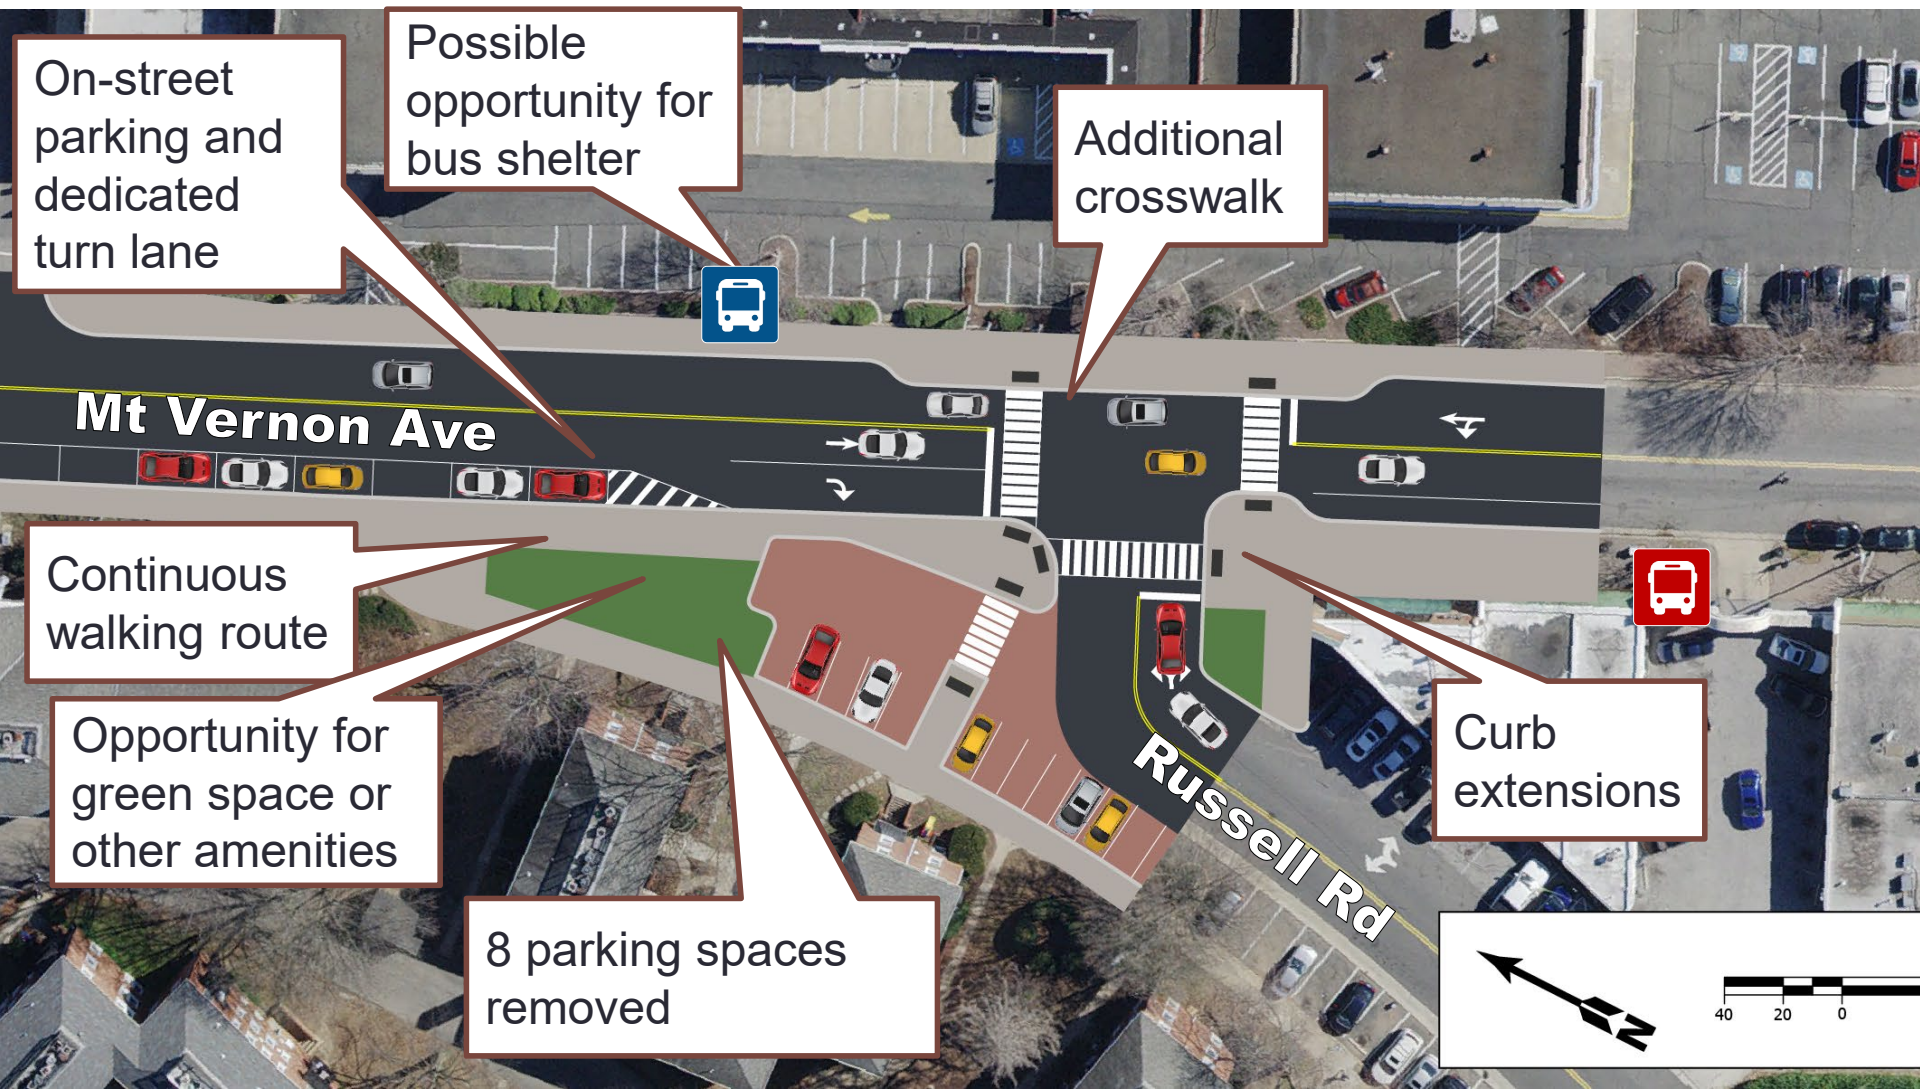 On-street
parking and
dedicated
turn lane
Possible
opportunity for
bus shelter
Additional
crosswalk
Mt Vernon Ave
Continuous
walking route
Opportunity for
green space or
other amenities
8 parking spaces
removed
Curb
extensions
Russell Rd
N
40 20 0